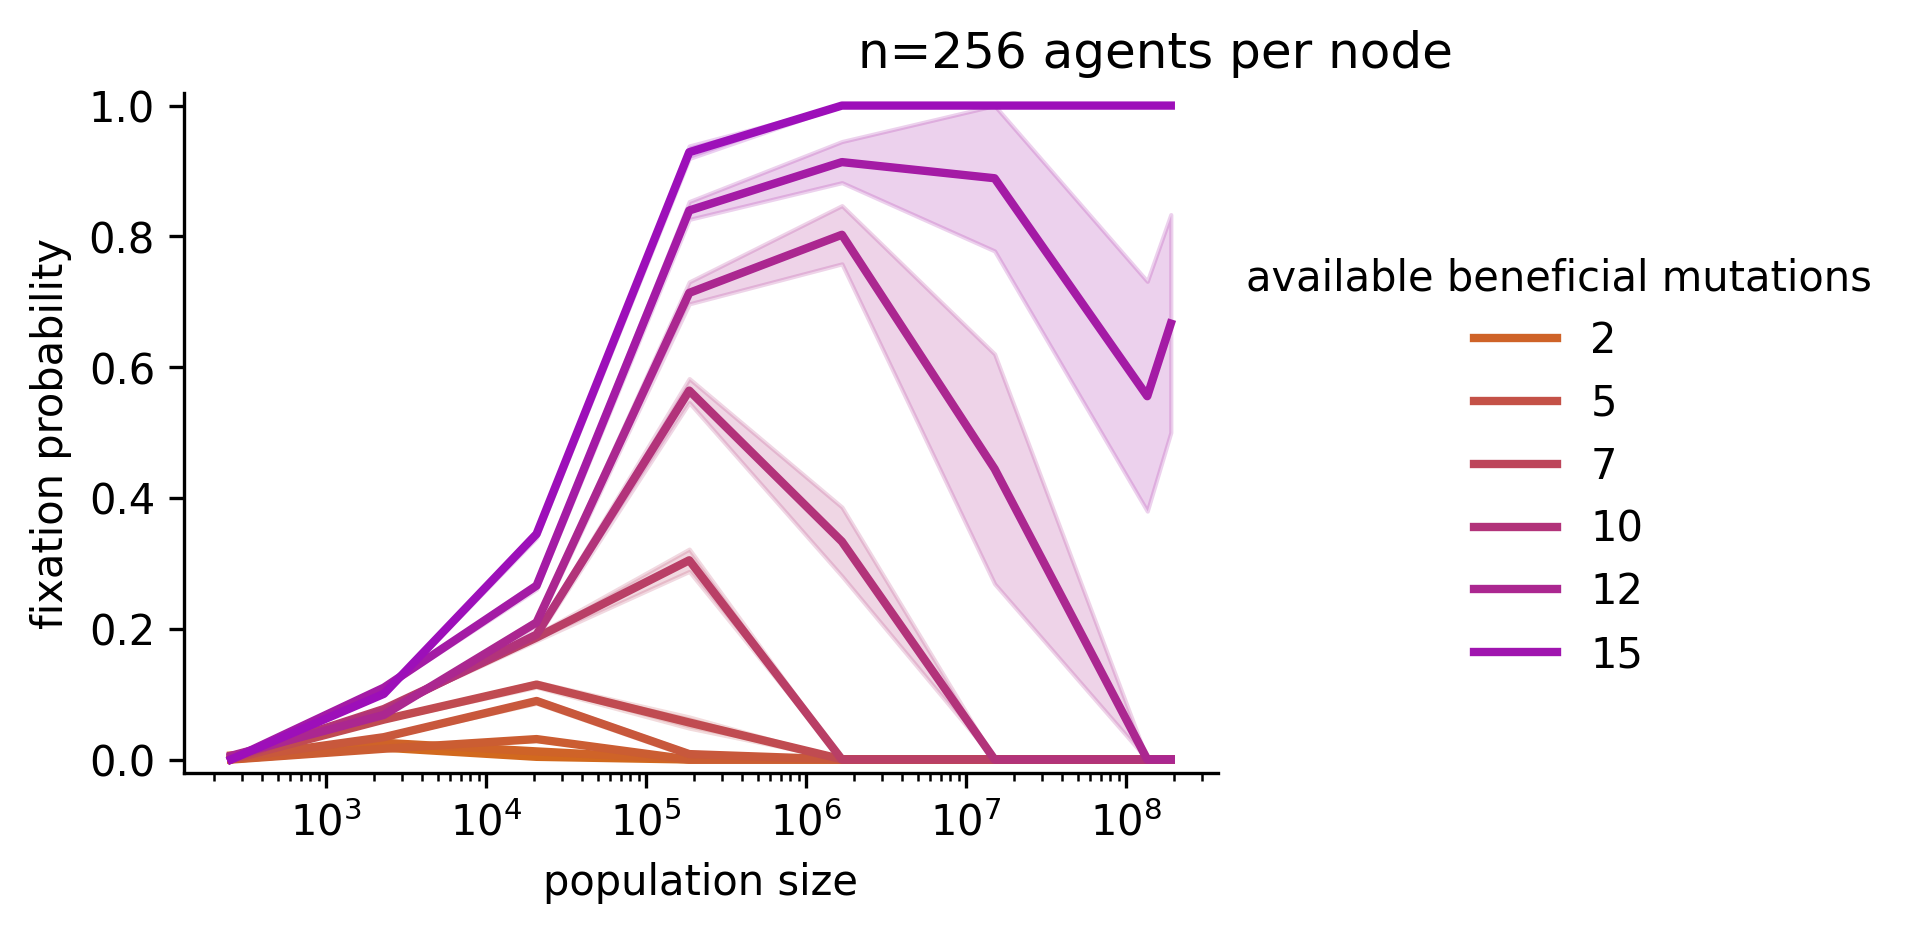 n=256 agents per node
1.0
0.8
0.6
0.4
0.2
0.0
fixation probability
10³ 10⁴ 10⁵ 10⁶ 10⁷ 10⁸
population size
available beneficial mutations
2
5
7
10
12
15